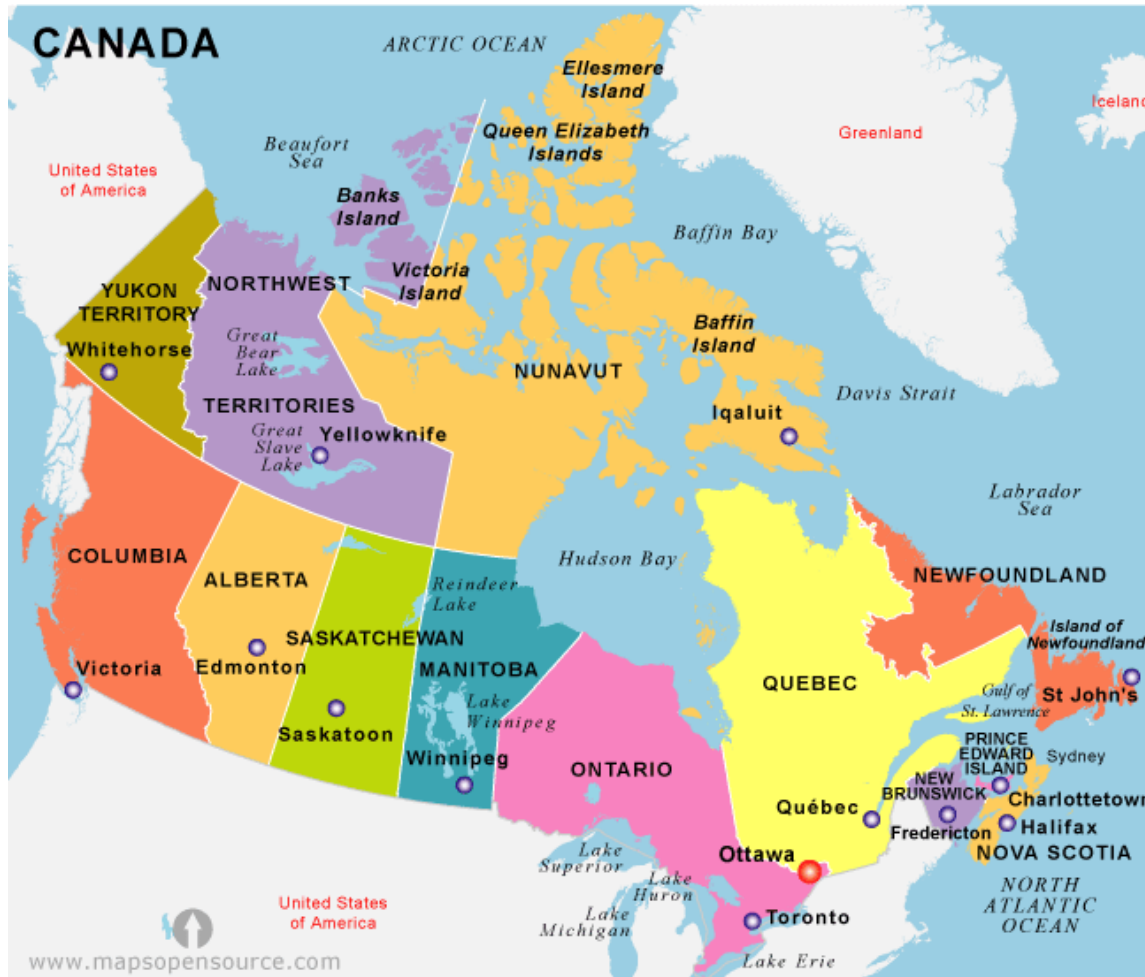 CANADA
ARCTIC OCEAN
Ellesmere
Island
Queen Elizabeth
Islands
Iceland
Greenland
Beaufort
Sea
United States
of America
Banks
Island
Baffin Bay
Victoria
Island
NORTHWEST
YUKON
TERRITORY
Whitehorse
Great
Bear
Lake
TERRITORIES
Great
Slave
Lake
Yellowknife
NUNAVUT
Baffin
Island
Iqaluit
Davis Strait
Labrador
Sea
Hudson Bay
COLUMBIA
ALBERTA
Reindeer
Lake
SASKATCHEWAN
MANITOBA
NEWFOUNDLAND
Island of
Newfoundland
Victoria
Edmonton
Saskatoon
Lake
Winnipeg
Winnipeg
QUEBEC
Gulf of
St. Lawrence
St John's
ONTARIO
PRINCE
EDWARD
ISLAND
Sydney
NEW
BRUNSWICK
Charlottetown
Québec
Fredericton
Halifax
NOVA SCOTIA
Ottawa
Lake
Superior
Lake
Huron
Lake
Michigan
Toronto
Lake Erie
NORTH
ATLANTIC
OCEAN
United States
of America
www.mapsopensource.com